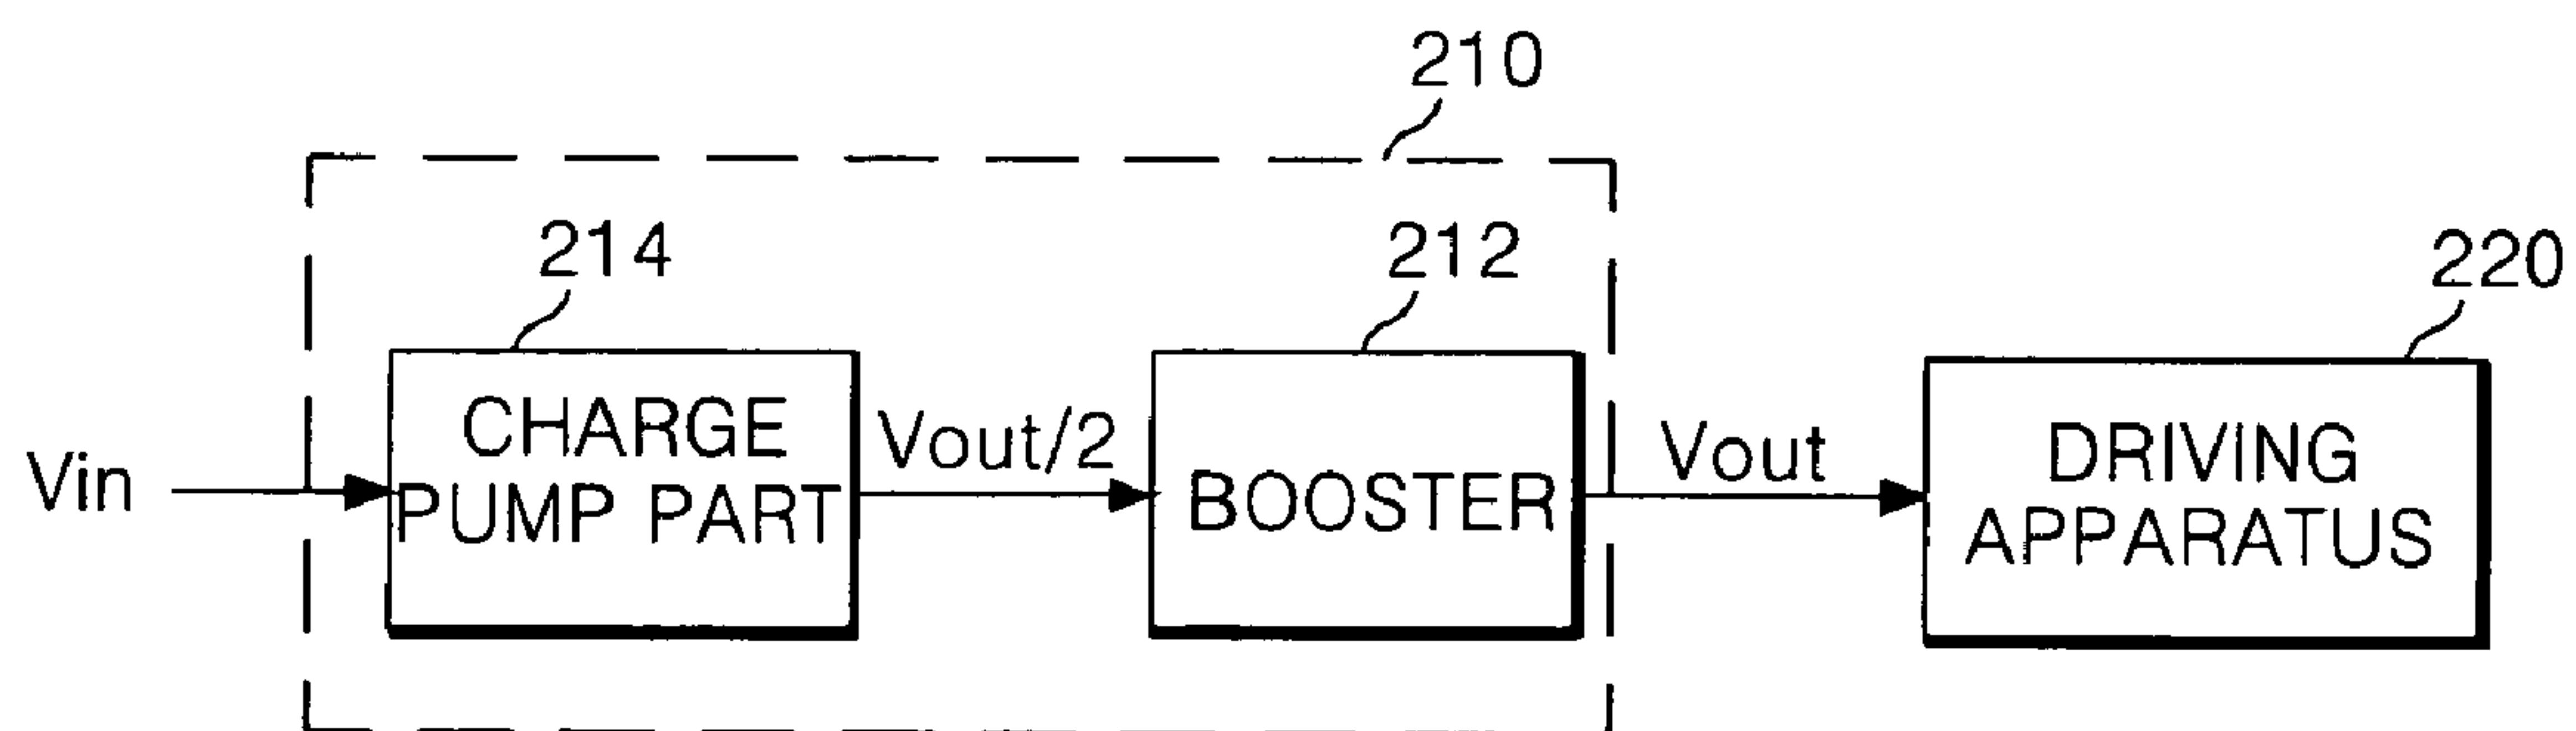 210
214
212
220
Vin
CHARGE
PUMP PART
Vout/2
BOOSTER
Vout
DRIVING
APPARATUS